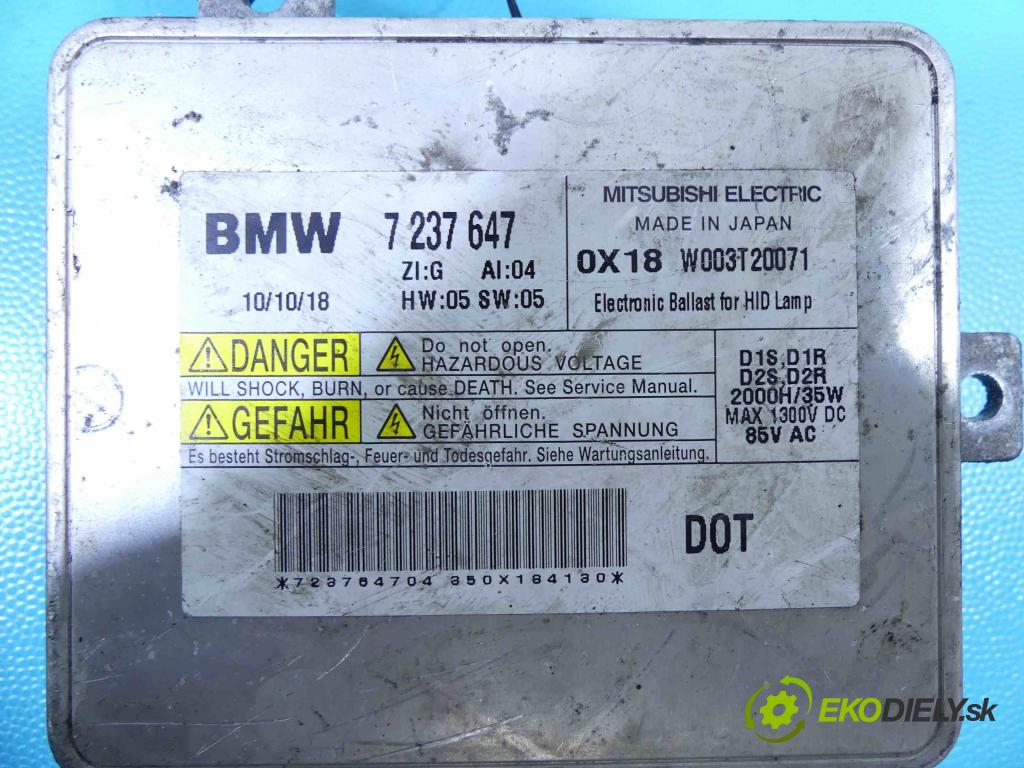 BMW 7 237 647
ZI:G AI:04
10/10/18 HW:05 SW:05
MITSUBISHI ELECTRIC
MADE IN JAPAN
0X18 W003T20071
Electronic Ballast for HID Lamp
DANGER
Do not open.
HAZARDOUS VOLTAGE
WILL SHOCK, BURN, or cause DEATH. See Service Manual.
GEFAHR
Nicht öffnen.
GEFÄHRLICHE SPANNUNG
Es besteht Stromschlag-, Feuer- und Todesgefahr. Siehe Wartungsanleitung.
D1S,D1R
D2S,D2R
2000H/35W
MAX 1300V DC
85V AC
DOT
*723764704 350X184130*
EKODIELY.sk